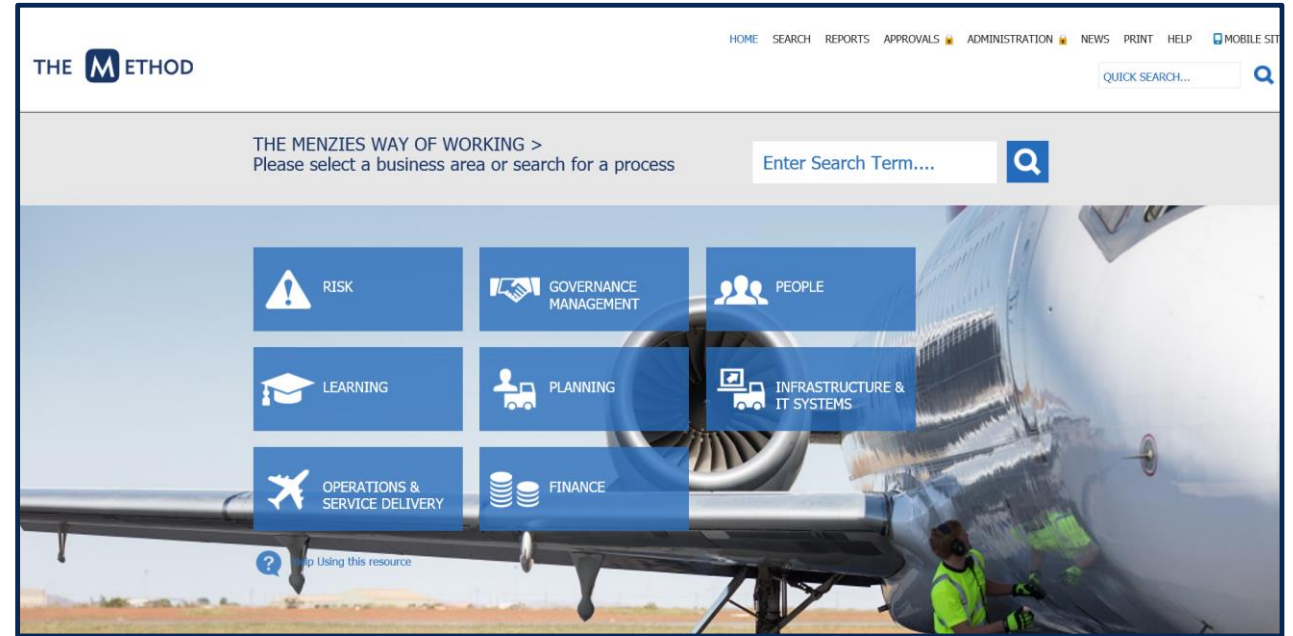 HOME SEARCH REPORTS APPROVALS ADMINISTRATION NEWS PRINT HELP MOBILE SIT
THE METHOD
QUICK SEARCH...
THE MENZIES WAY OF WORKING >
Please select a business area or search for a process
Enter Search Term....
RISK
GOVERNANCE
MANAGEMENT
PEOPLE
LEARNING
PLANNING
INFRASTRUCTURE &
IT SYSTEMS
OPERATIONS &
SERVICE DELIVERY
FINANCE
? Using this resource